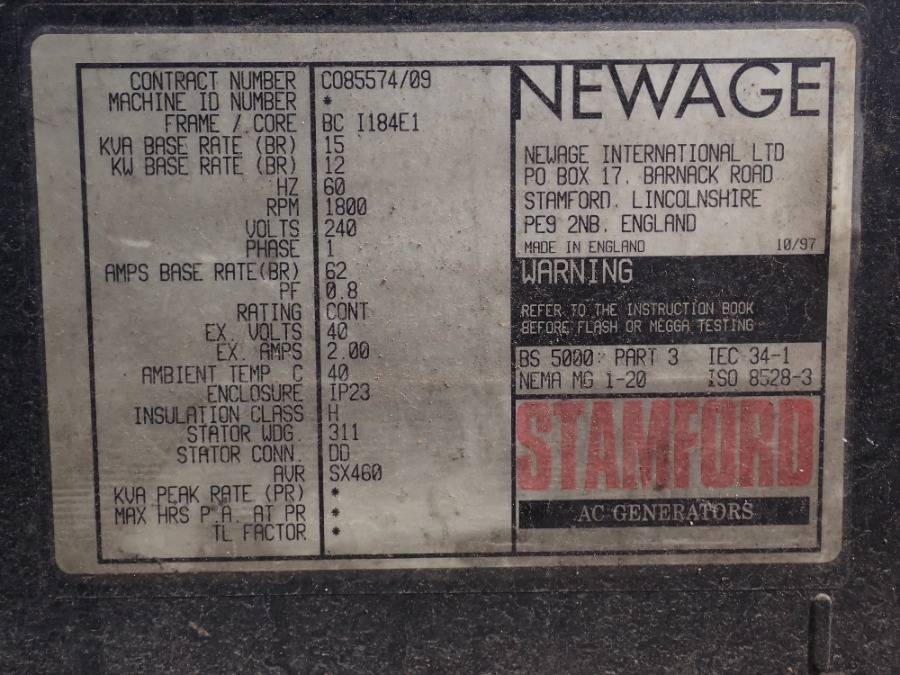 CONTRACT NUMBER C085574/09
MACHINE ID NUMBER *
FRAME / CORE BC I184E1
KVA BASE RATE (BR) 15
KW BASE RATE (BR) 12
HZ 60
RPM 1800
VOLTS 240
PHASE 1
AMPS BASE RATE(BR) 62
PF 0.8
RATING CONT
EX. VOLTS 40
EX. AMPS 2.00
AMBIENT TEMP C 40
ENCLOSURE IP23
INSULATION CLASS H
STATOR WDG. 311
STATOR CONN. DD
AVR SX460
KVA PEAK RATE (PR) *
MAX HRS P.A. AT PR *
TL FACTOR *
NEWAGE
NEWAGE INTERNATIONAL LTD
PO BOX 17, BARNACK ROAD
STAMFORD, LINCOLNSHIRE
PE9 2NB, ENGLAND
MADE IN ENGLAND 10/97
WARNING
REFER TO THE INSTRUCTION BOOK
BEFORE FLASH OR MEGGA TESTING
BS 5000: PART 3 IEC 34-1
NEMA MG 1-20 ISO 8528-3
STAMFORD
AC GENERATORS